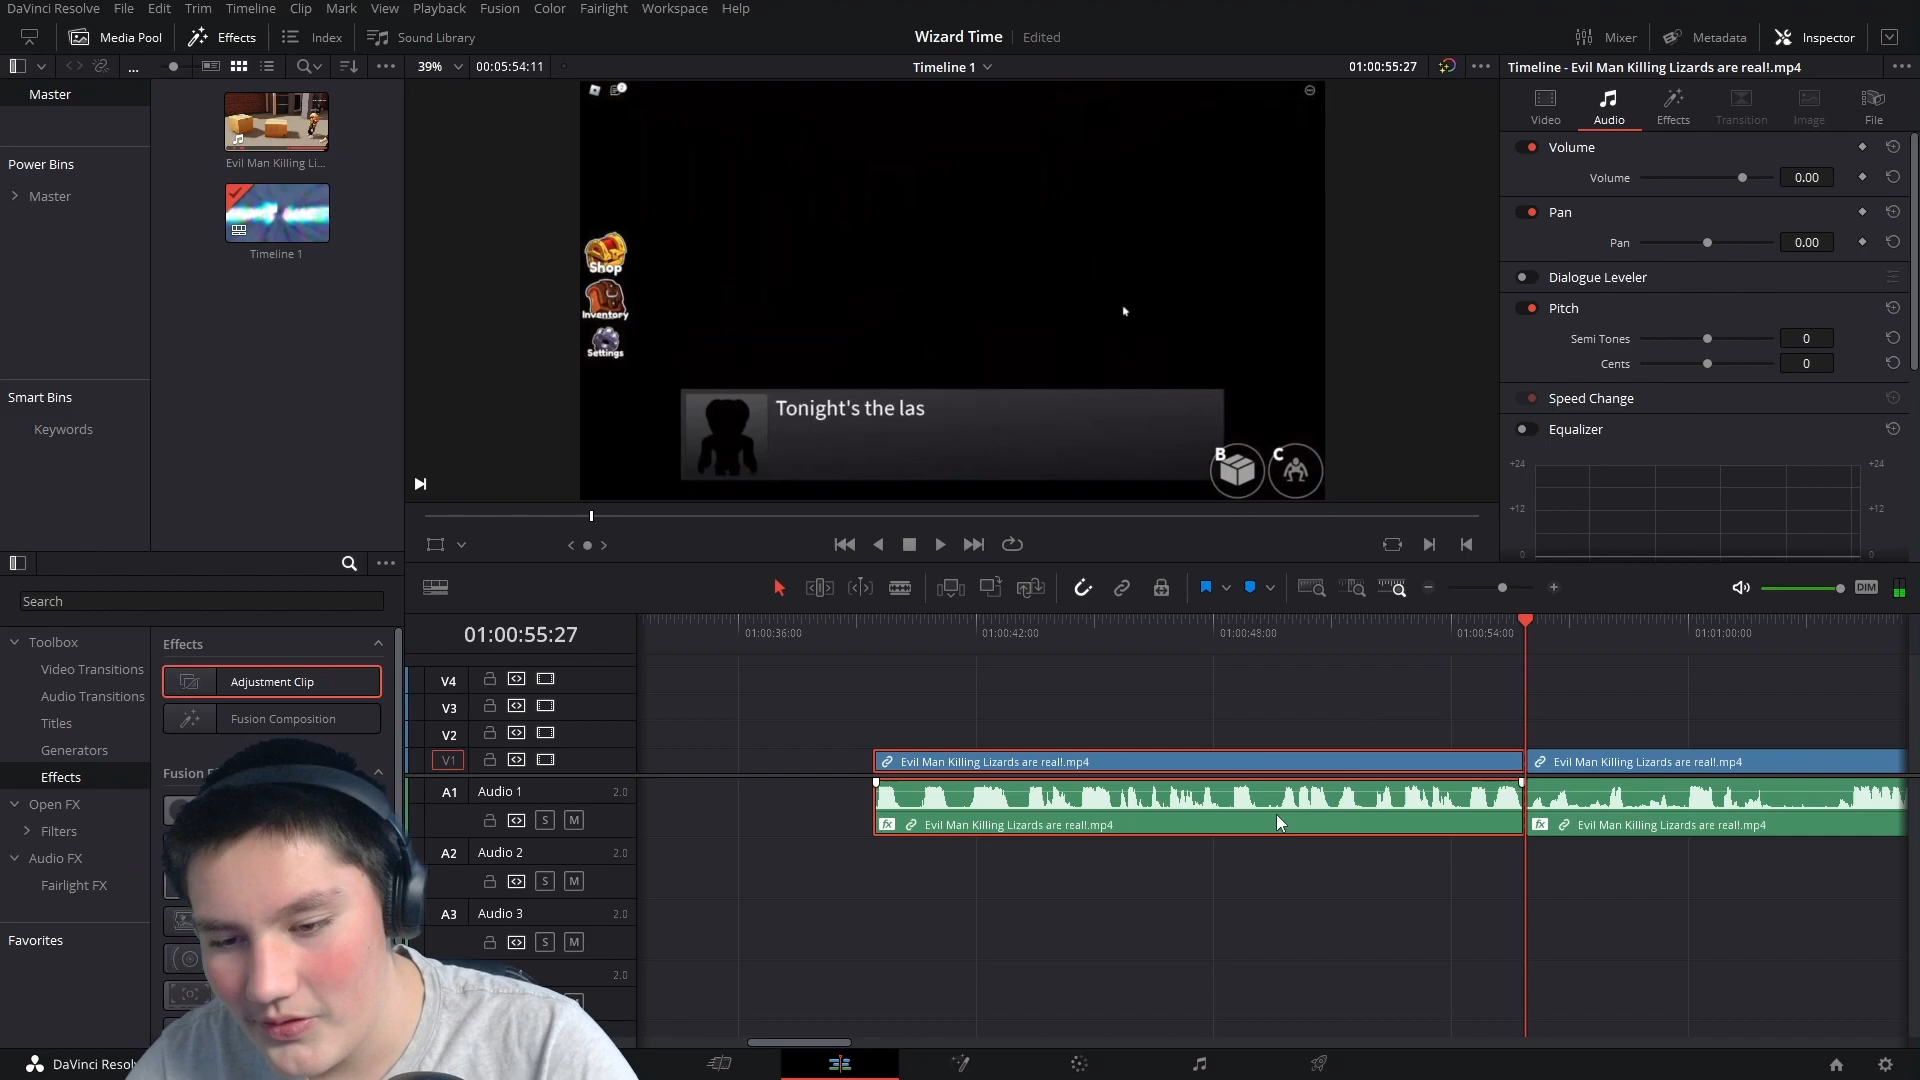 DaVinci Resolve File Edit Trim Timeline Clip Mark View Playback Fusion Color Fairlight Workspace Help
Media Pool Effects Index Sound Library Wizard Time Edited Mixer Metadata Inspector
39% 00:05:54:11 Timeline 1 01:00:55:27 Timeline - Evil Man Killing Lizards are real!.mp4
Master
Power Bins
Master
Smart Bins
Keywords
Evil Man Killing Li...
Timeline 1
Shop
Inventory
Settings
Tonight's the las
B C
Video Audio Effects Transition Image File
Volume
Volume 0.00
Pan
Pan 0.00
Dialogue Leveler
Pitch
Semi Tones 0
Cents 0
Speed Change
Equalizer
+24 +24
+12 +12
0 0
Search
Toolbox
Video Transitions
Audio Transitions
Titles
Generators
Effects
Open FX
Filters
Audio FX
Fairlight FX
Favorites
Effects
Adjustment Clip
Fusion Composition
DIM
01:00:55:27 01:00:36:00 01:00:42:00 01:00:48:00 01:00:54:00 01:01:00:00
V4
V3
V2
V1 Evil Man Killing Lizards are real!.mp4 Evil Man Killing Lizards are real!.mp4
A1 Audio 1 2.0
S M fx Evil Man Killing Lizards are real!.mp4 fx Evil Man Killing Lizards are real!.mp4
A2 Audio 2 2.0
S M
A3 Audio 3 2.0
S M
2.0